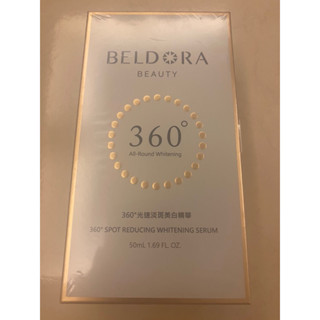 BELDORA
BEAUTY
360°
All-Round Whitening
360°光鑰淡斑美白精華
360° SPOT REDUCING WHITENING SERUM
50mL 1.69 FL. OZ.